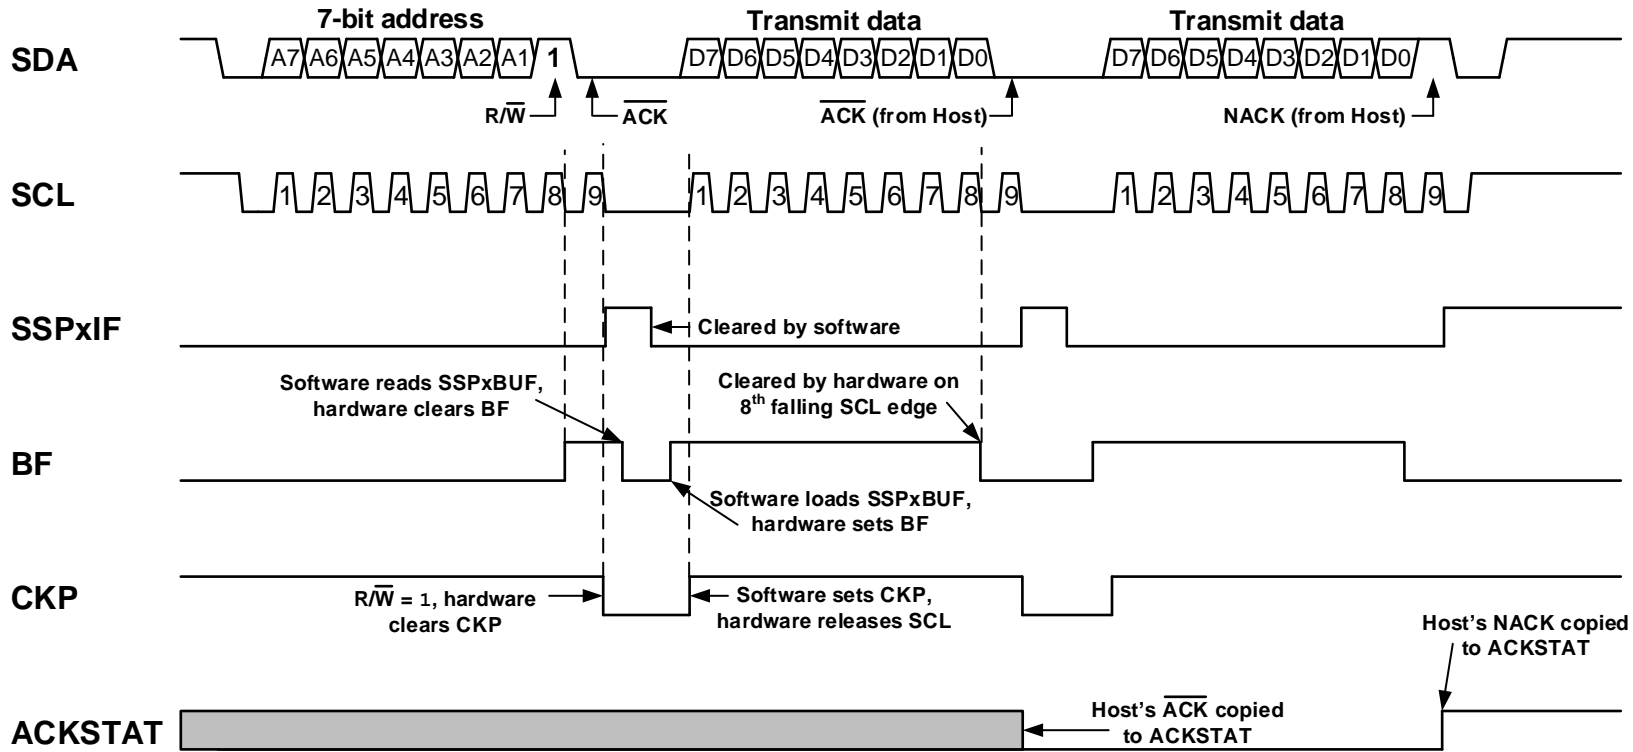 7-bit address
Transmit data
Transmit data
SDA
A7 A6 A5 A4 A3 A2 A1 1
D7 D6 D5 D4 D3 D2 D1 D0
D7 D6 D5 D4 D3 D2 D1 D0
R/W̅
A̅C̅K̅
A̅C̅K̅ (from Host)
NACK (from Host)
SCL
1 2 3 4 5 6 7 8 9
1 2 3 4 5 6 7 8 9
1 2 3 4 5 6 7 8 9
SSPxIF
Cleared by software
Software reads SSPxBUF,
hardware clears BF
Cleared by hardware on
8th falling SCL edge
BF
Software loads SSPxBUF,
hardware sets BF
CKP
R/W̅ = 1, hardware
clears CKP
Software sets CKP,
hardware releases SCL
Host's NACK copied
to ACKSTAT
ACKSTAT
Host's A̅C̅K̅ copied
to ACKSTAT